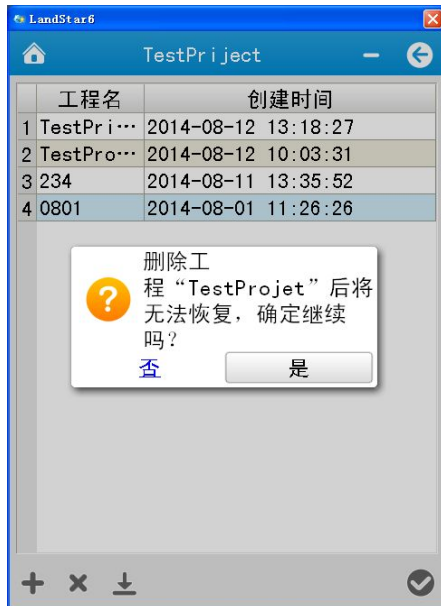 LandStar6
TestPriject
工程名 创建时间
1 TestPri··· 2014-08-12 13:18:27
2 TestPro··· 2014-08-12 10:03:31
3 234 2014-08-11 13:35:52
4 0801 2014-08-01 11:26:26
删除工
程“TestProjet”后将
无法恢复，确定继续
吗？
否 是